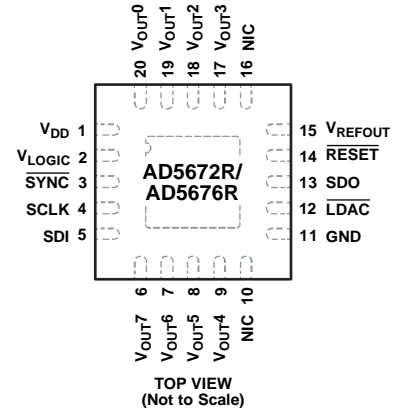 20 VOUT0
19 VOUT1
18 VOUT2
17 VOUT3
16 NIC
VDD 1
VLOGIC 2
SYNC 3
SCLK 4
SDI 5
AD5672R/
AD5676R
15 VREFOUT
14 RESET
13 SDO
12 LDAC
11 GND
VOUT7 6
VOUT6 7
VOUT5 8
VOUT4 9
NIC 10
TOP VIEW
(Not to Scale)